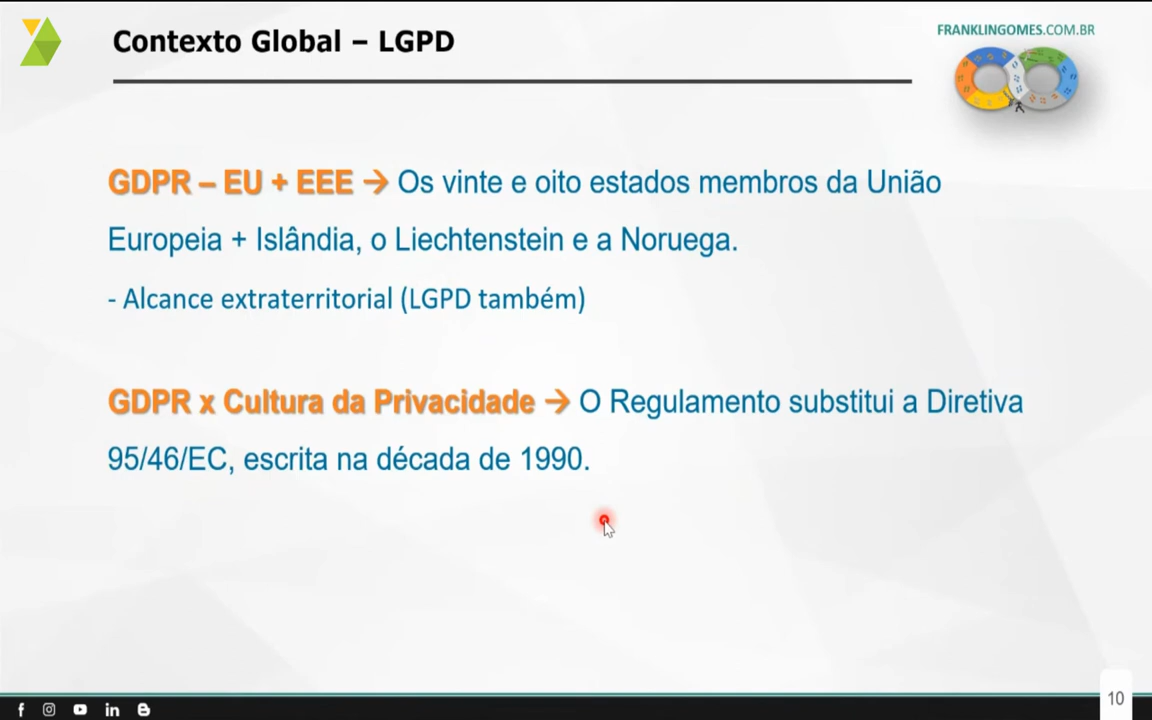 Contexto Global – LGPD
FRANKLINGOMES.COM.BR
GDPR – EU + EEE → Os vinte e oito estados membros da União
Europeia + Islândia, o Liechtenstein e a Noruega.
- Alcance extraterritorial (LGPD também)
GDPR x Cultura da Privacidade → O Regulamento substitui a Diretiva
95/46/EC, escrita na década de 1990.
10